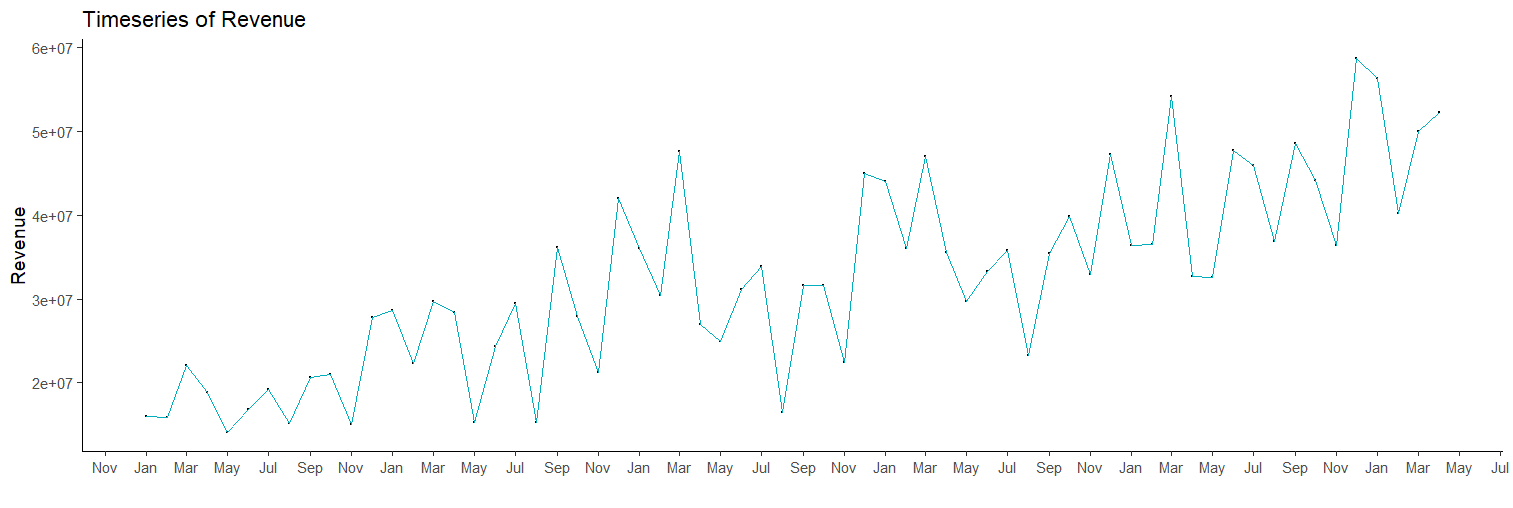 Timeseries of Revenue
6e+07
5e+07
4e+07
3e+07
2e+07
Revenue
Nov Jan Mar May Jul Sep Nov Jan Mar May Jul Sep Nov Jan Mar May Jul Sep Nov Jan Mar May Jul Sep Nov Jan Mar May Jul Sep Nov Jan Mar May Jul